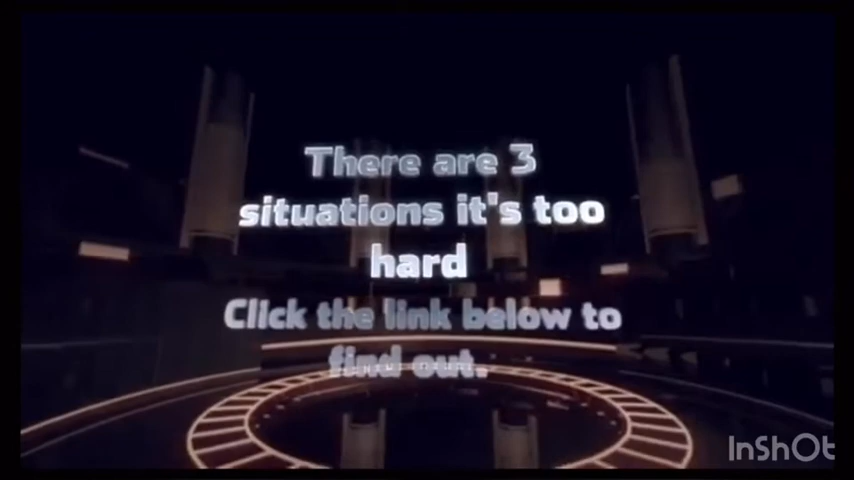 There are 3
situations it's too
hard
Click the link below to
find out.
InShOt